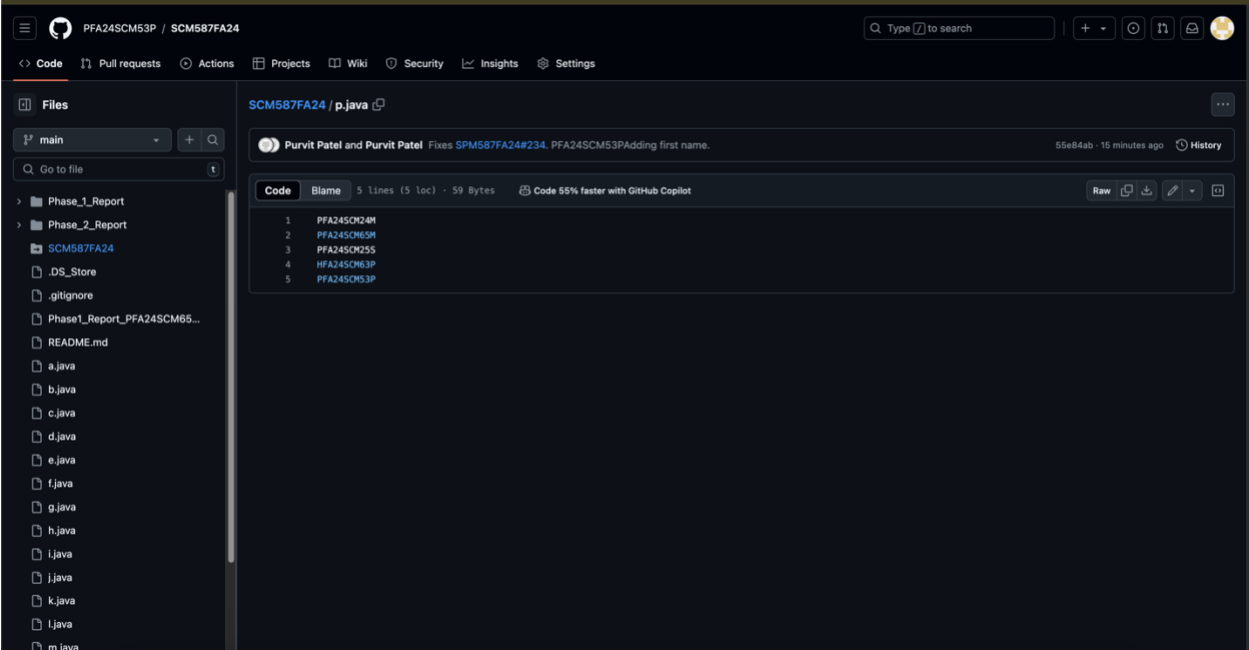 PFA24SCM53P / SCM587FA24
Type / to search
Code Pull requests Actions Projects Wiki Security Insights Settings
Files
main
Go to file t
Phase_1_Report
Phase_2_Report
SCM587FA24
.DS_Store
.gitignore
Phase1_Report_PFA24SCM65...
README.md
a.java
b.java
c.java
d.java
e.java
f.java
g.java
h.java
i.java
j.java
k.java
l.java
m.java
SCM587FA24 / p.java
Purvit Patel and Purvit Patel Fixes SPM587FA24#234. PFA24SCM53PAdding first name.
55e84ab · 15 minutes ago History
Code Blame 5 lines (5 loc) · 59 Bytes Code 55% faster with GitHub Copilot
Raw
1 PFA24SCM24M
2 PFA24SCM65M
3 PFA24SCM25S
4 HFA24SCM63P
5 PFA24SCM53P